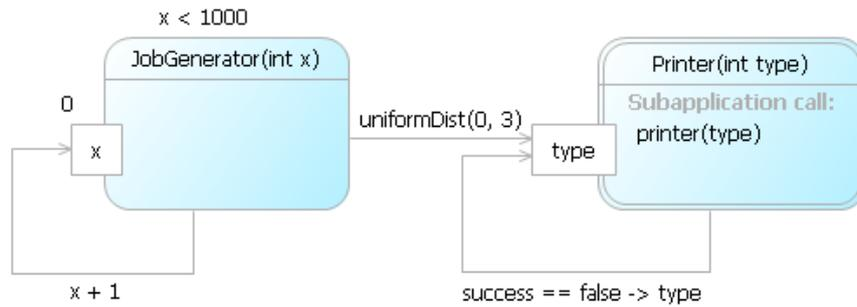 x < 1000
JobGenerator(int x)
Printer(int type)
Subapplication call:
0
uniformDist(0, 3)
printer(type)
x
type
x + 1
success == false -> type